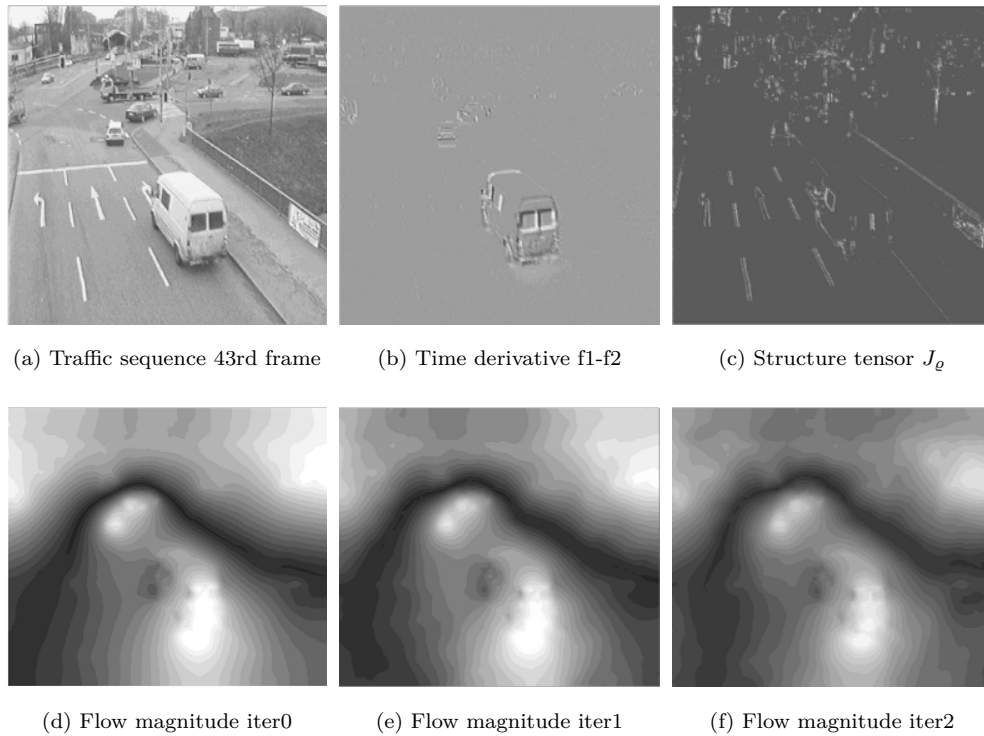 (a) Traffic sequence 43rd frame
(b) Time derivative f1-f2
(c) Structure tensor J_ϱ
(d) Flow magnitude iter0
(e) Flow magnitude iter1
(f) Flow magnitude iter2